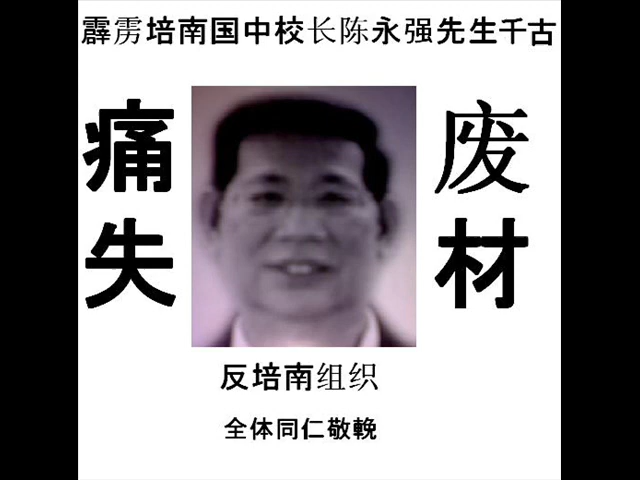 霹雳培南国中校长陈永强先生千古
痛失
废材
反培南组织
全体同仁敬輓